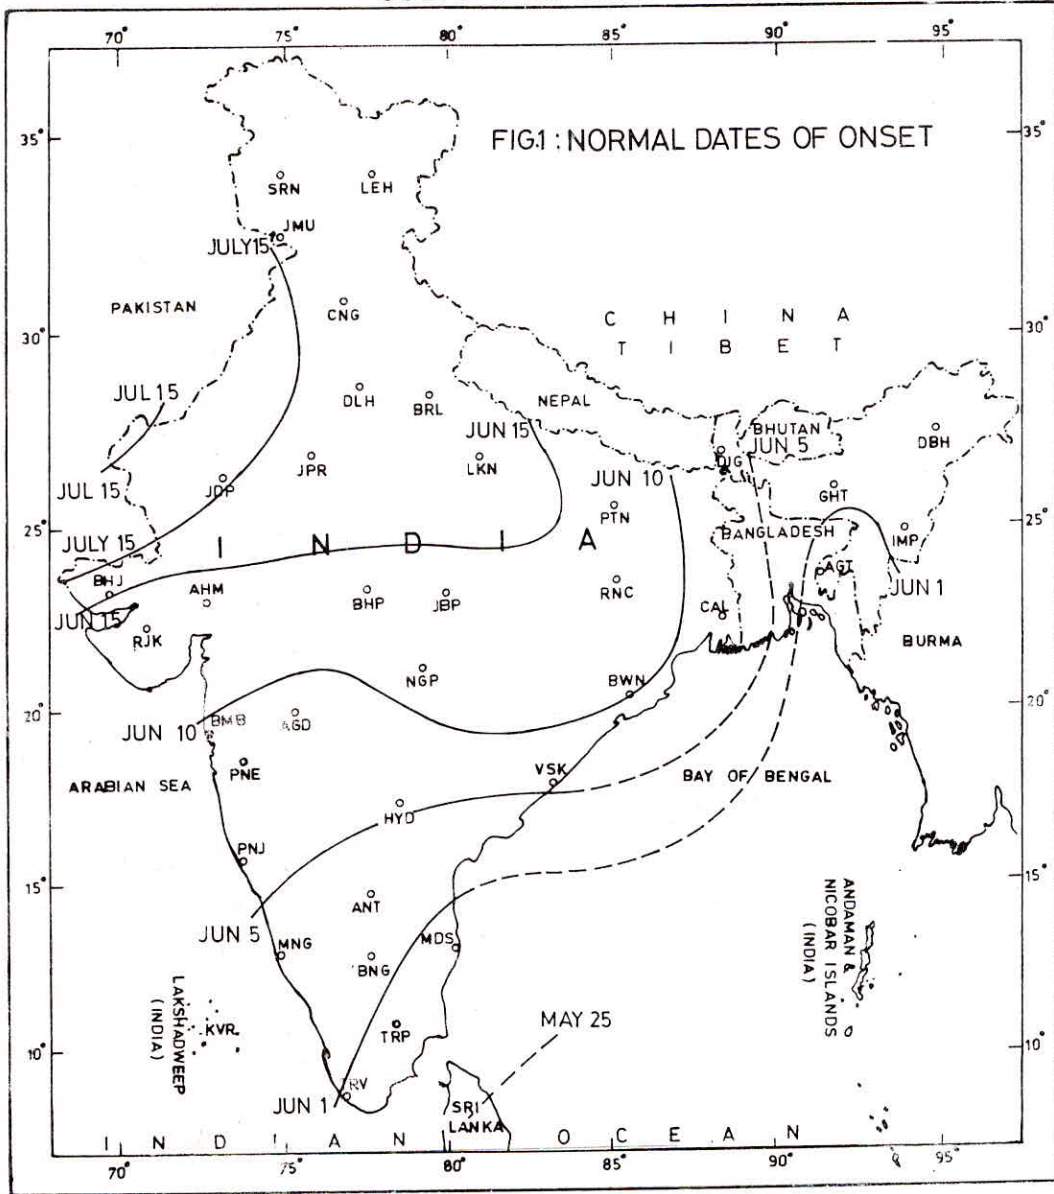 70° 75° 80° 85° 90° 95°
35° 35°
FIG.1 : NORMAL DATES OF ONSET
SRN LEH
JMU
JULY 15
PAKISTAN
CNG
C H I N A
30° 30°
T I B E T
JUL 15
DLH
BRL
NEPAL
BHUTAN
JUN 15
JUN 5
DBH
JPR
LKN
DJG
JUL 15
JDP
JUN 10
GHT
PTN
25° 25°
JULY 15
I N D I A
BANGLADESH
IMP
BHJ
AHM
BHP
JBP
RNC
AGT
JUN 1
JUN 15
CAL
RJK
BURMA
NGP
BWN
20° 20°
JUN 10
BMB
AGD
ARABIAN SEA
PNE
VSK
BAY OF BENGAL
HYD
PNJ
15° 15°
ANT
JUN 5
MNG
MDS
BNG
ANDAMAN &
NICOBAR ISLANDS
(INDIA)
LAKSHADWEEP
(INDIA)
KVR
TRP
MAY 25
10° 10°
TRV
JUN 1
SRI
LANKA
I N D I A N O C E A N
70° 75° 80° 85° 90° 95°